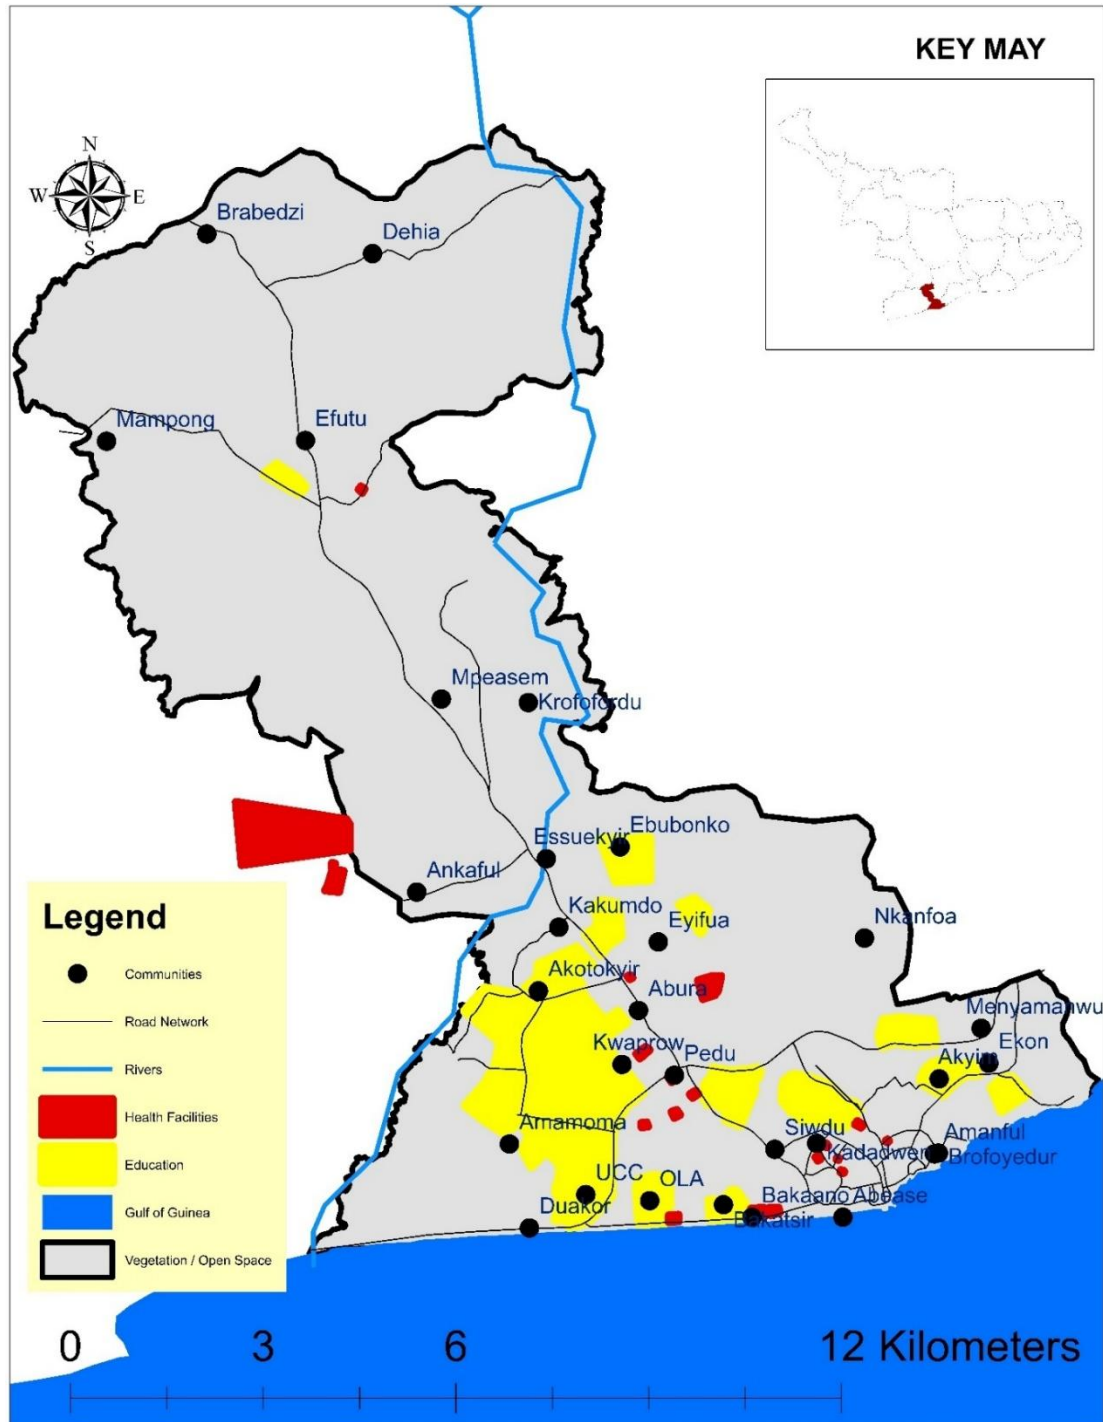 KEY MAY
N
W E
S
Brabedzi
Dehia
Mampong
Efutu
Mpeasem
Krofofordu
Essuekyir
Ebubonko
Ankaful
Kakumdo
Eyifua
Nkanfoa
Akotokyir
Abura
Menyamanwu
Kwaprow
Pedu
Ekon
Akyim
Amamoma
Siwdu
Kadadwen
Amanful
Brofoyedur
UCC
OLA
Duakor
Bakaano
Abease
Bakatsir
Legend
Communities
Road Network
Rivers
Health Facilities
Education
Gulf of Guinea
Vegetation / Open Space
0 3 6 12 Kilometers